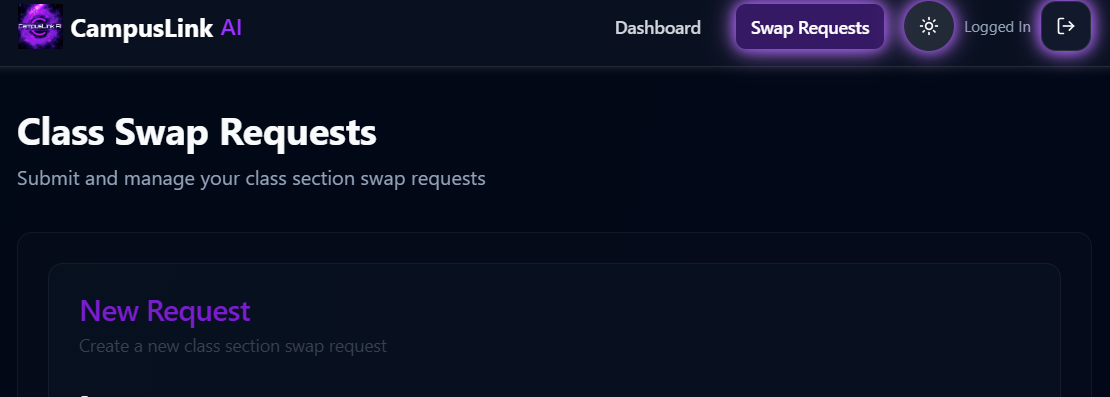 CampusLink AI
CampusLink AI
Dashboard
Swap Requests
Logged In
Class Swap Requests
Submit and manage your class section swap requests
New Request
Create a new class section swap request